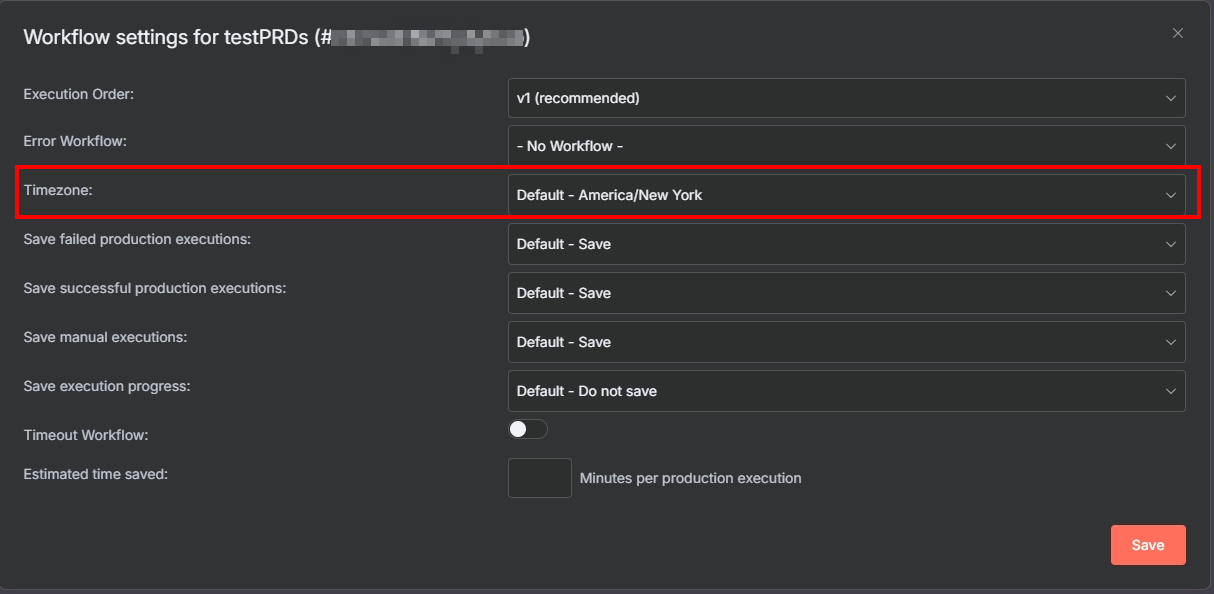 Workflow settings for testPRDs (#)
Execution Order:
v1 (recommended)
Error Workflow:
- No Workflow -
Timezone:
Default - America/New York
Save failed production executions:
Default - Save
Save successful production executions:
Default - Save
Save manual executions:
Default - Save
Save execution progress:
Default - Do not save
Timeout Workflow:
Estimated time saved:
Minutes per production execution
Save